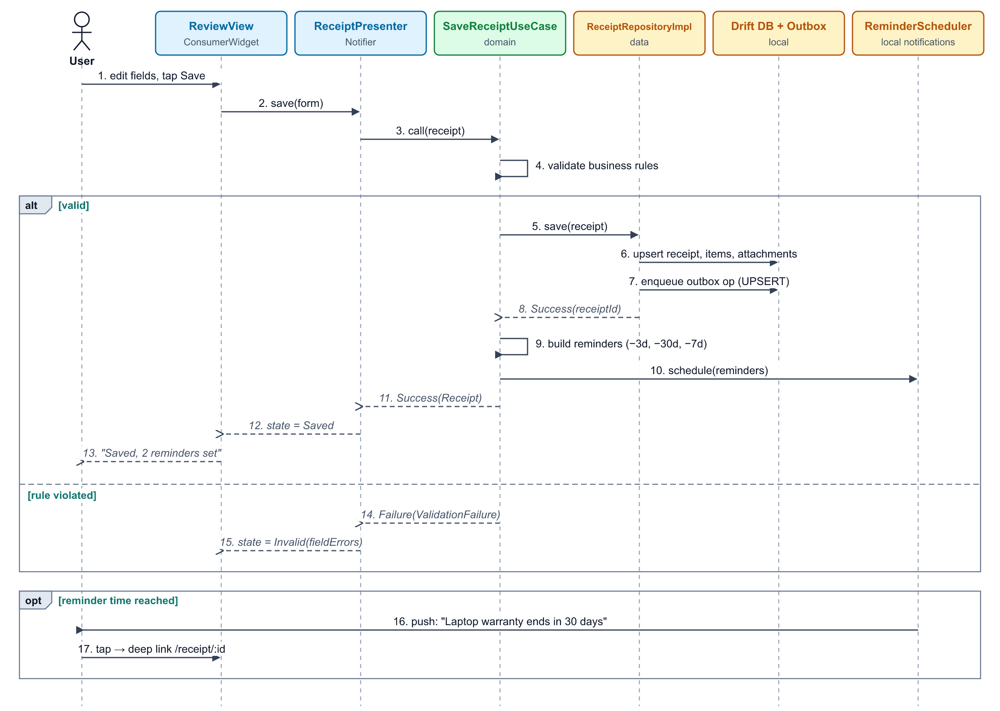 User
ReviewView
ConsumerWidget
ReceiptPresenter
Notifier
SaveReceiptUseCase
domain
ReceiptRepositoryImpl
data
Drift DB + Outbox
local
ReminderScheduler
local notifications
1. edit fields, tap Save
2. save(form)
3. call(receipt)
4. validate business rules
alt [valid]
5. save(receipt)
6. upsert receipt, items, attachments
7. enqueue outbox op (UPSERT)
8. Success(receiptId)
9. build reminders (−3d, −30d, −7d)
10. schedule(reminders)
11. Success(Receipt)
12. state = Saved
13. "Saved, 2 reminders set"
[rule violated]
14. Failure(ValidationFailure)
15. state = Invalid(fieldErrors)
opt [reminder time reached]
16. push: "Laptop warranty ends in 30 days"
17. tap → deep link /receipt/:id